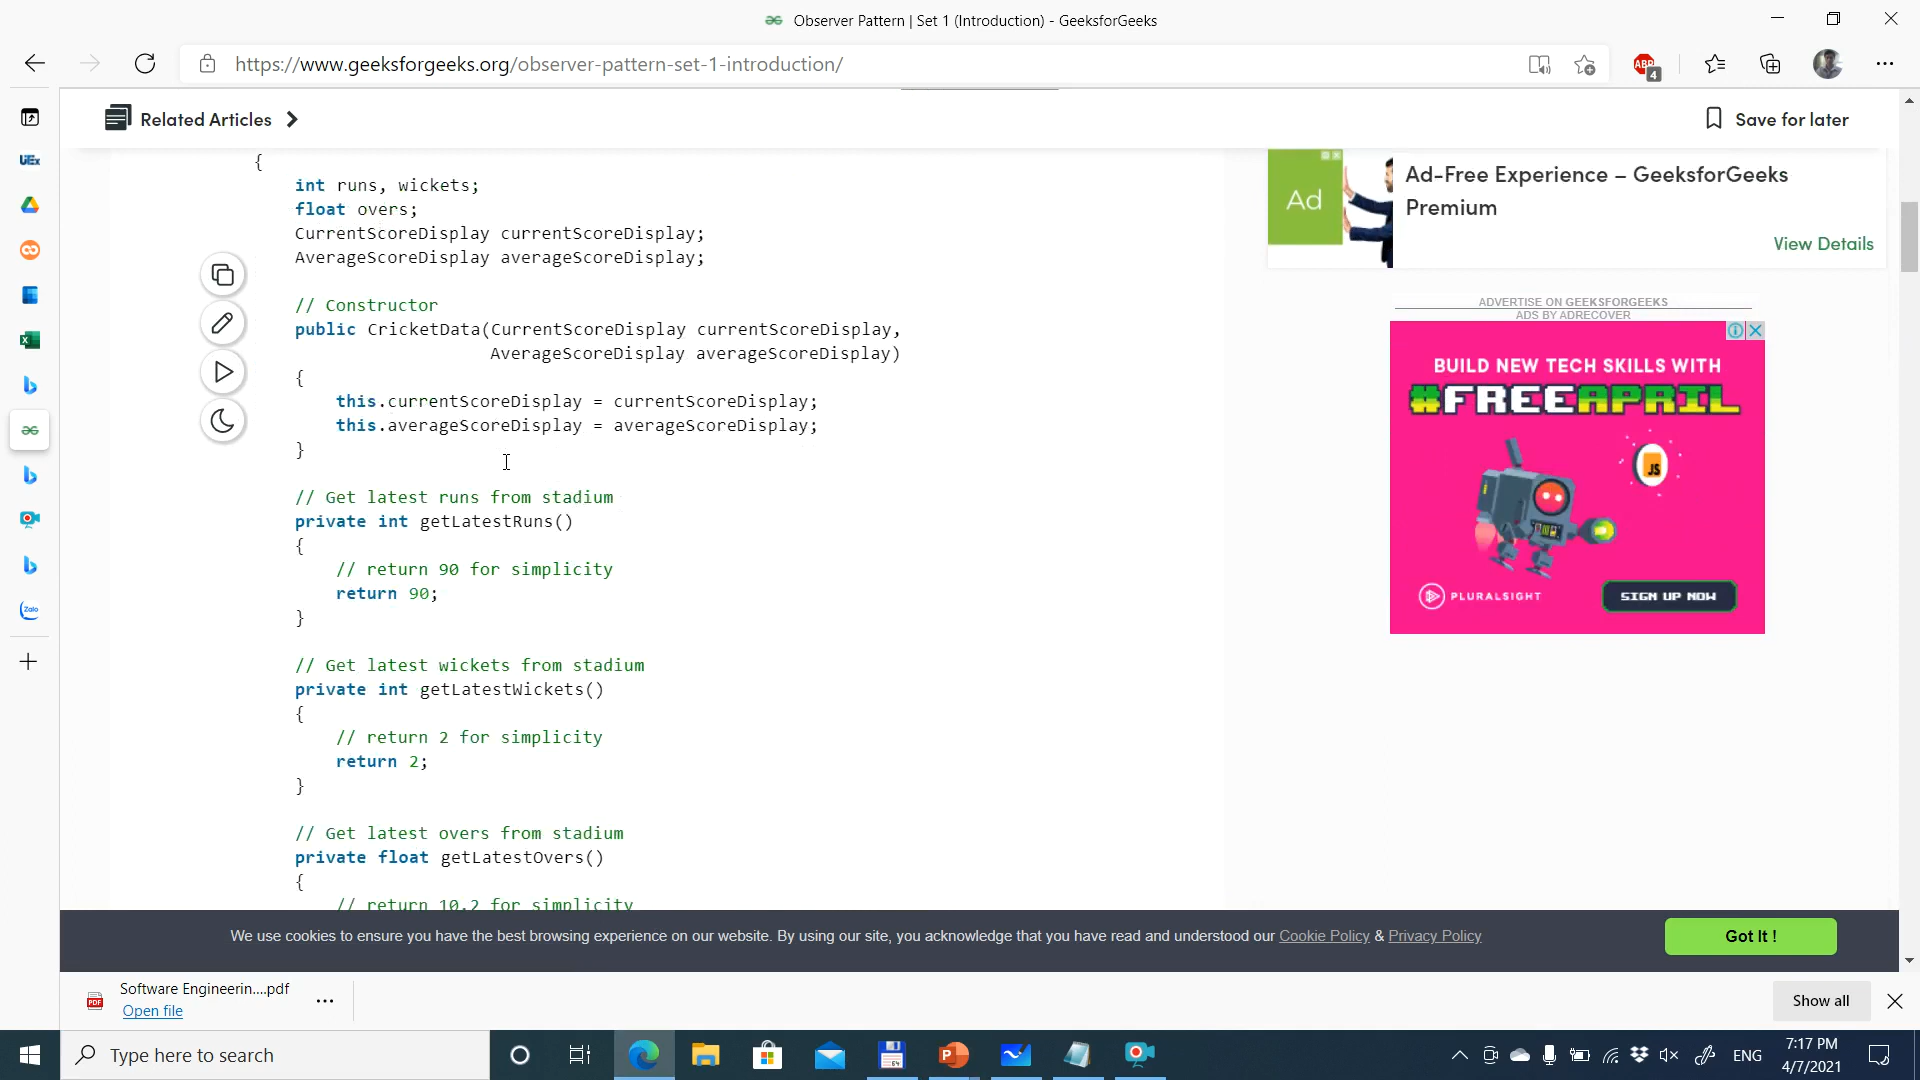 Observer Pattern | Set 1 (Introduction) - GeeksforGeeks
https://www.geeksforgeeks.org/observer-pattern-set-1-introduction/
ABP
4
Related Articles
Save for later
{
int runs, wickets;
float overs;
CurrentScoreDisplay currentScoreDisplay;
AverageScoreDisplay averageScoreDisplay;
// Constructor
public CricketData(CurrentScoreDisplay currentScoreDisplay,
AverageScoreDisplay averageScoreDisplay)
{
this.currentScoreDisplay = currentScoreDisplay;
this.averageScoreDisplay = averageScoreDisplay;
}
// Get latest runs from stadium
private int getLatestRuns()
{
// return 90 for simplicity
return 90;
}
// Get latest wickets from stadium
private int getLatestWickets()
{
// return 2 for simplicity
return 2;
}
// Get latest overs from stadium
private float getLatestOvers()
{
// return 10.2 for simplicity
Ad
Ad-Free Experience – GeeksforGeeks
Premium
View Details
ADVERTISE ON GEEKSFORGEEKS
ADS BY ADRECOVER
BUILD NEW TECH SKILLS WITH
#FREEAPRIL
JS
PLURALSIGHT
SIGN UP NOW
UEx
Zalo
We use cookies to ensure you have the best browsing experience on our website. By using our site, you acknowledge that you have read and understood our Cookie Policy & Privacy Policy
Got It !
PDF
Software Engineerin....pdf
Open file
Show all
Type here to search
64
ENG
7:17 PM
4/7/2021